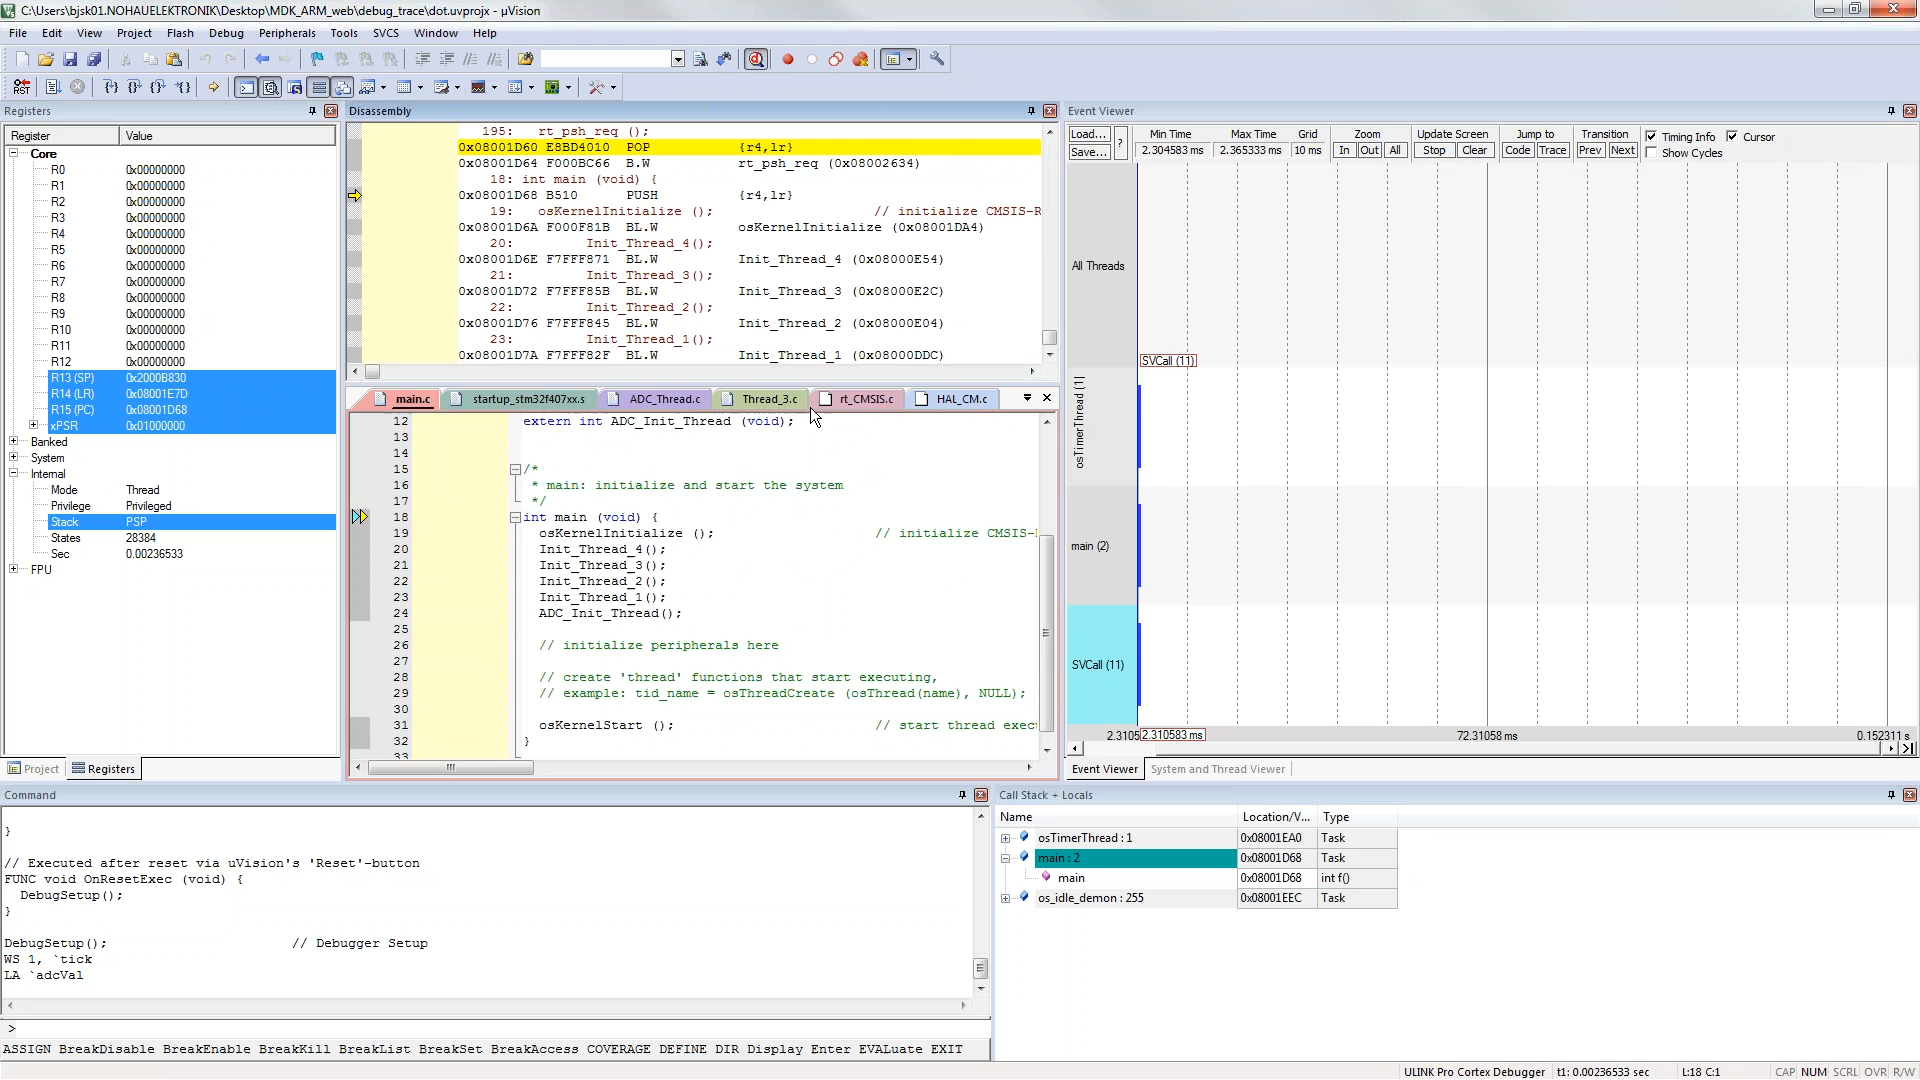 C:\Users\bjsk01.NOHAUELEKTRONIK\Desktop\MDK_ARM_web\debug_trace\dot.uvprojx - µVision
File Edit View Project Flash Debug Peripherals Tools SVCS Window Help
Registers
Register Value
Core
R0 0x00000000
R1 0x00000000
R2 0x00000000
R3 0x00000000
R4 0x00000000
R5 0x00000000
R6 0x00000000
R7 0x00000000
R8 0x00000000
R9 0x00000000
R10 0x00000000
R11 0x00000000
R12 0x00000000
R13 (SP) 0x2000B830
R14 (LR) 0x08001E7D
R15 (PC) 0x08001D68
xPSR 0x01000000
Banked
System
Internal
Mode Thread
Privilege Privileged
Stack PSP
States 28384
Sec 0.00236533
FPU
Project Registers
Disassembly
195: rt_psh_req ();
0x08001D60 E8BD4010 POP {r4,lr}
0x08001D64 F000BC66 B.W rt_psh_req (0x08002634)
18: int main (void) {
0x08001D68 B510 PUSH {r4,lr}
19: osKernelInitialize (); // initialize CMSIS-R
0x08001D6A F000F81B BL.W osKernelInitialize (0x08001DA4)
20: Init_Thread_4();
0x08001D6E F7FFF871 BL.W Init_Thread_4 (0x08000E54)
21: Init_Thread_3();
0x08001D72 F7FFF85B BL.W Init_Thread_3 (0x08000E2C)
22: Init_Thread_2();
0x08001D76 F7FFF845 BL.W Init_Thread_2 (0x08000E04)
23: Init_Thread_1();
0x08001D7A F7FFF82F BL.W Init_Thread_1 (0x08000DDC)
main.c startup_stm32f407xx.s ADC_Thread.c Thread_3.c rt_CMSIS.c HAL_CM.c
12 extern int ADC_Init_Thread (void);
13
14
15 /*
16 * main: initialize and start the system
17 */
18 int main (void) {
19 osKernelInitialize (); // initialize CMSIS-
20 Init_Thread_4();
21 Init_Thread_3();
22 Init_Thread_2();
23 Init_Thread_1();
24 ADC_Init_Thread();
25
26 // initialize peripherals here
27
28 // create 'thread' functions that start executing,
29 // example: tid_name = osThreadCreate (osThread(name), NULL);
30
31 osKernelStart (); // start thread exec
32 }
33
Event Viewer
Load... Save... ? Min Time 2.304583 ms Max Time 2.365333 ms Grid 10 ms Zoom In Out All Update Screen Stop Clear Jump to Code Trace Transition Prev Next Timing Info Cursor Show Cycles
All Threads
SVCall (11)
osTimerThread (1)
main (2)
SVCall (11)
2.3105 2.310583 ms 72.31058 ms 0.152311 s
Event Viewer System and Thread Viewer
Command
}
// Executed after reset via uVision's 'Reset'-button
FUNC void OnResetExec (void) {
DebugSetup();
}
DebugSetup(); // Debugger Setup
WS 1, `tick
LA `adcVal
>
ASSIGN BreakDisable BreakEnable BreakKill BreakList BreakSet BreakAccess COVERAGE DEFINE DIR Display Enter EVALuate EXIT
Call Stack + Locals
Name Location/V... Type
osTimerThread : 1 0x08001EA0 Task
main : 2 0x08001D68 Task
main 0x08001D68 int f()
os_idle_demon : 255 0x08001EEC Task
ULINK Pro Cortex Debugger t1: 0.00236533 sec L:18 C:1 CAP NUM SCRL OVR R/W